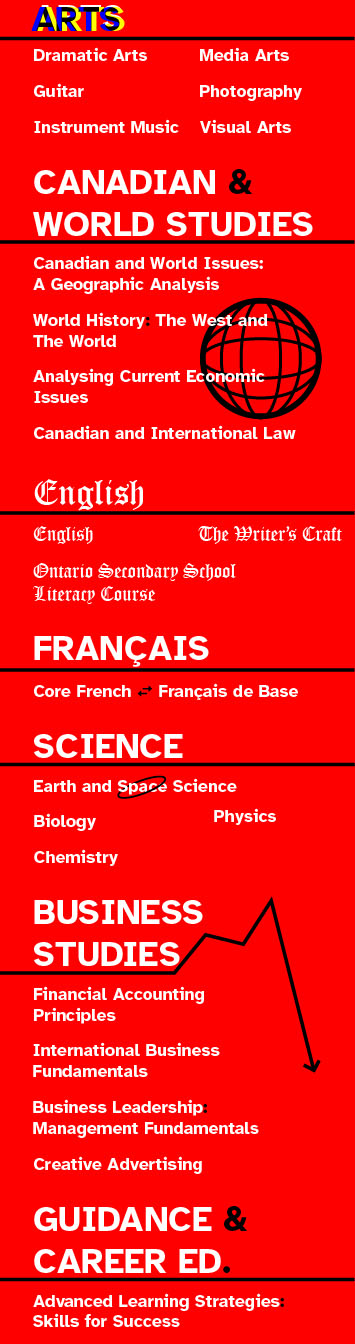 ARTS
Dramatic Arts Media Arts
Guitar Photography
Instrument Music Visual Arts
CANADIAN &
WORLD STUDIES
Canadian and World Issues:
A Geographic Analysis
World History: The West and
The World
Analysing Current Economic
Issues
Canadian and International Law
English
English The Writer's Craft
Ontario Secondary School
Literacy Course
FRANÇAIS
Core French ⇄ Français de Base
SCIENCE
Earth and Space Science
Biology Physics
Chemistry
BUSINESS
STUDIES
Financial Accounting
Principles
International Business
Fundamentals
Business Leadership:
Management Fundamentals
Creative Advertising
GUIDANCE &
CAREER ED.
Advanced Learning Strategies:
Skills for Success